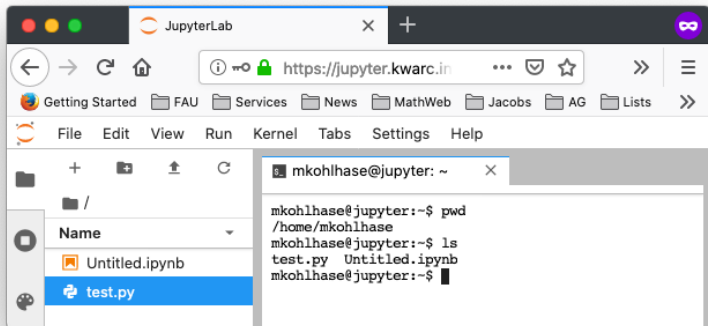 JupyterLab
https://jupyter.kwarc.in
Getting Started FAU Services News MathWeb Jacobs AG Lists
File Edit View Run Kernel Tabs Settings Help
mkohlhase@jupyter: ~
/
Name
Untitled.ipynb
test.py
mkohlhase@jupyter:~$ pwd
/home/mkohlhase
mkohlhase@jupyter:~$ ls
test.py Untitled.ipynb
mkohlhase@jupyter:~$